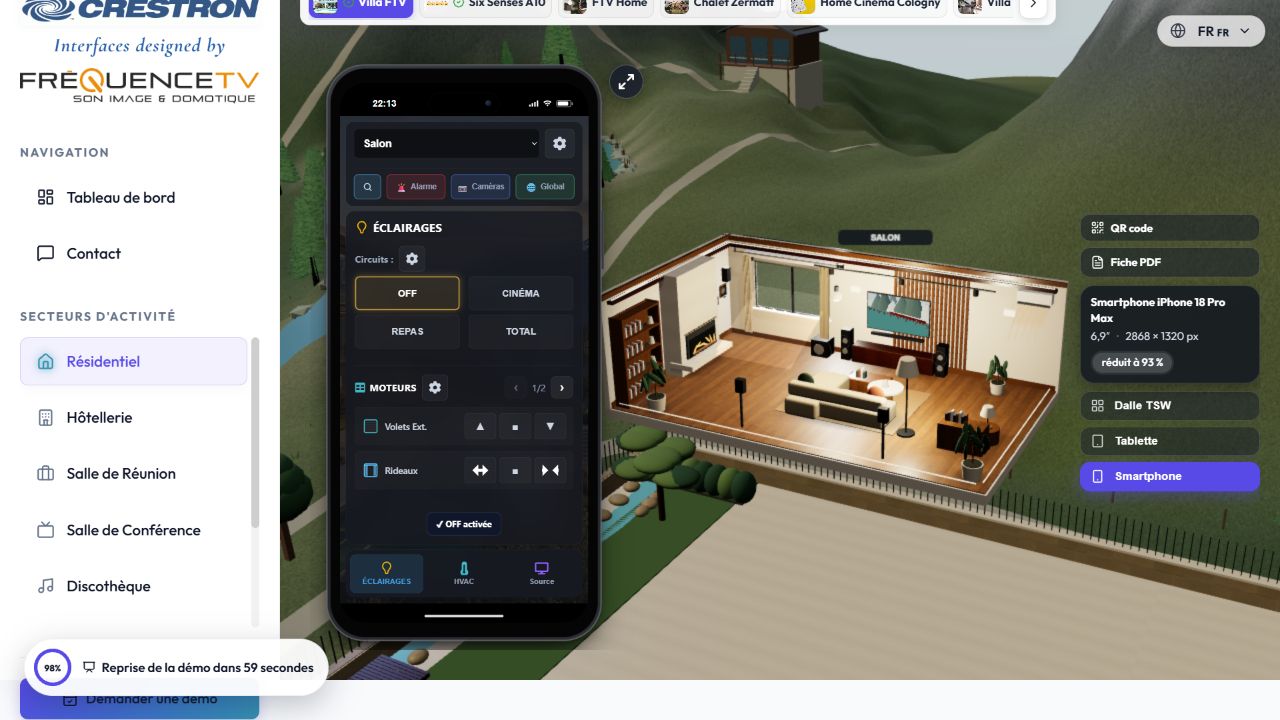 CRESTRON
Interfaces designed by
FRÉQUENCETV
SON IMAGE & DOMOTIQUE
NAVIGATION
Tableau de bord
Contact
SECTEURS D'ACTIVITÉ
Résidentiel
Hôtellerie
Salle de Réunion
Salle de Conférence
Discothèque
98%
Reprise de la démo dans 59 secondes
Demander une démo
Villa FTV
Six Senses A10
FTV Home
Chalet Zermatt
Home Cinema Cologny
Villa
FR FR
22:13
Salon
Alarme
Caméras
Global
ÉCLAIRAGES
Circuits :
OFF
CINÉMA
REPAS
TOTAL
MOTEURS
1/2
Volets Ext.
Rideaux
✓ OFF activée
ÉCLAIRAGES
HVAC
Source
SALON
QR code
Fiche PDF
Smartphone iPhone 18 Pro
Max
6,9" · 2868 × 1320 px
réduit à 93 %
Dalle TSW
Tablette
Smartphone